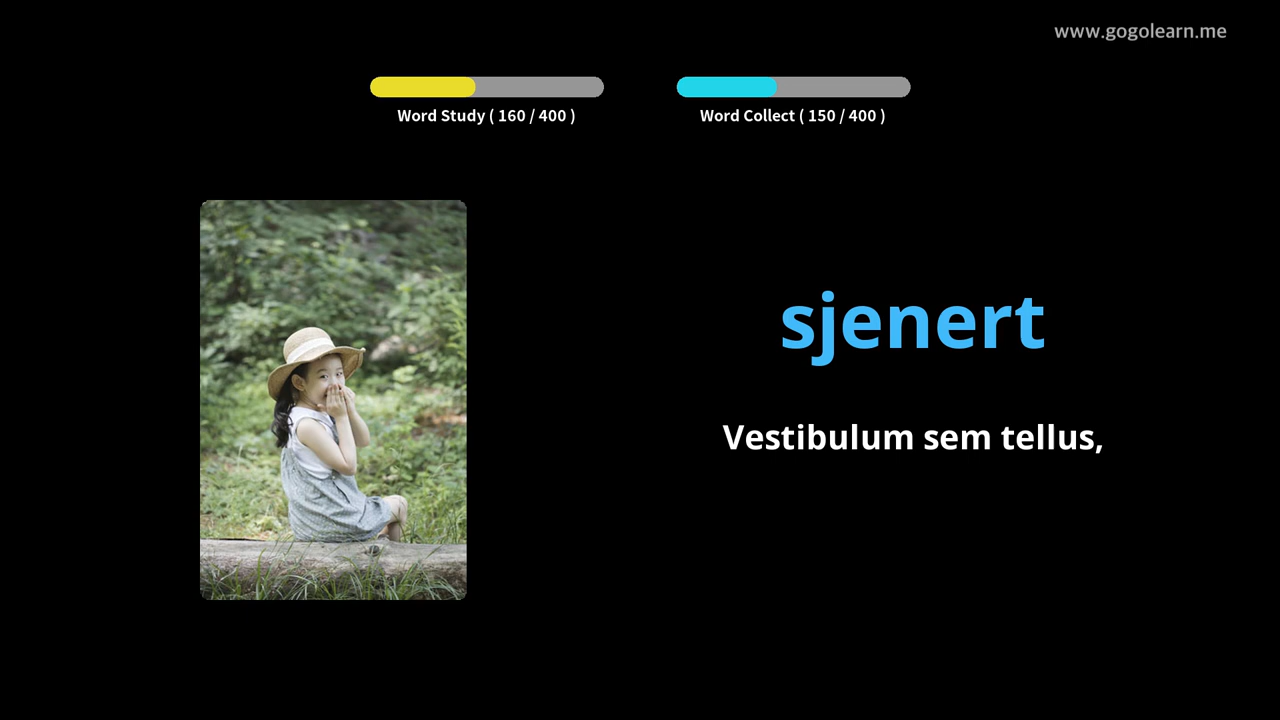 www.gogolearn.me
Word Study ( 160 / 400 )
Word Collect ( 150 / 400 )
sjenert
Vestibulum sem tellus,